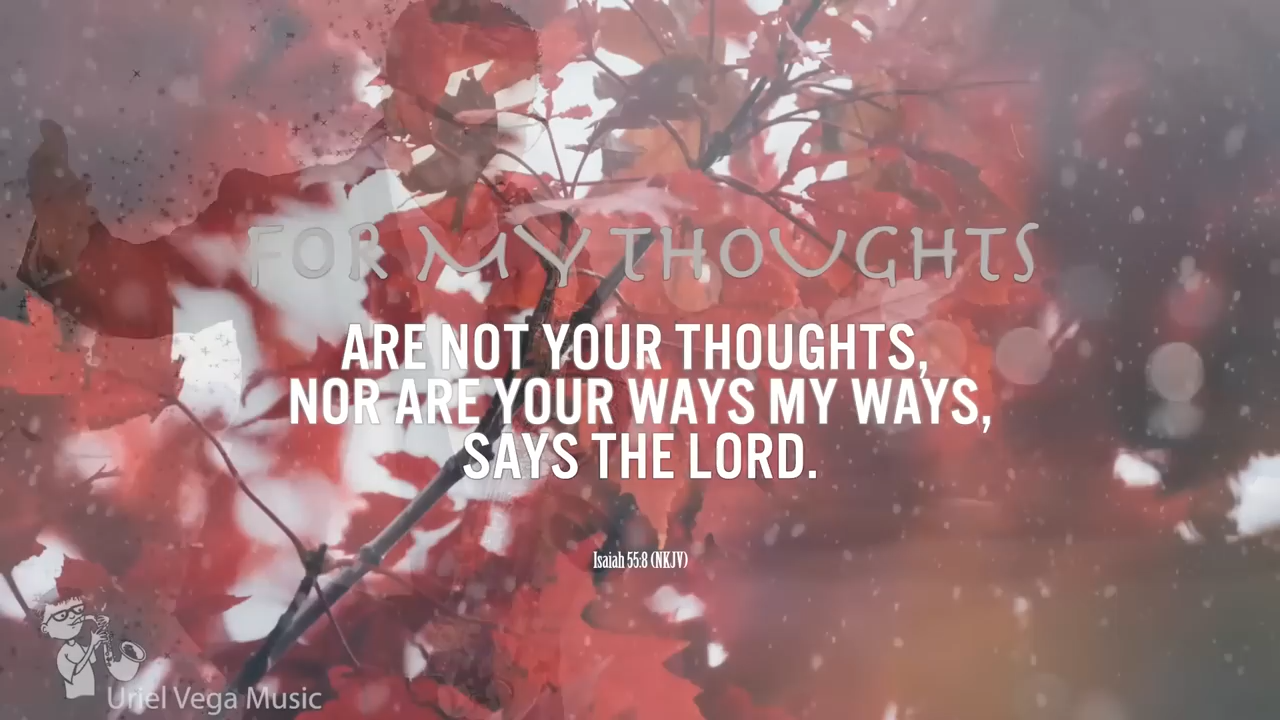 FOR MY THOUGHTS
ARE NOT YOUR THOUGHTS,
NOR ARE YOUR WAYS MY WAYS,
SAYS THE LORD.
Isaiah 55:8 (NKJV)
Uriel Vega Music